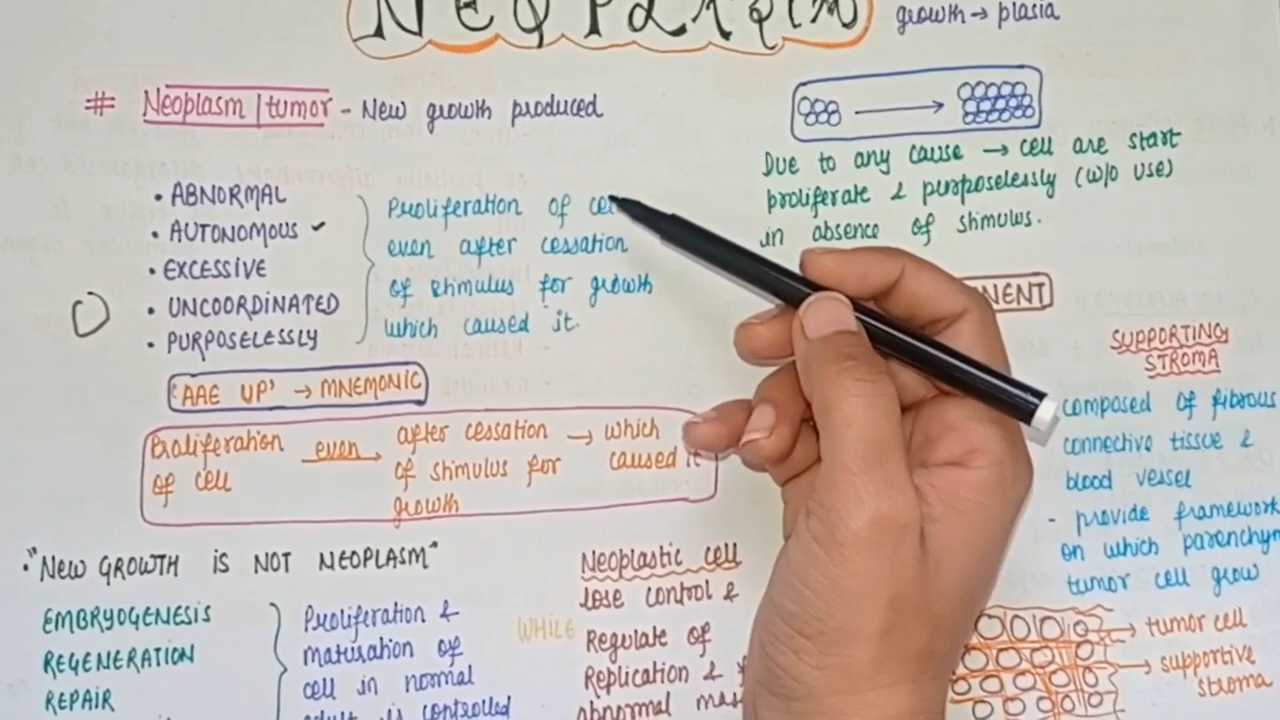 NEOPLASIA
growth → plasia
# Neoplasm | tumor - New growth produced
• ABNORMAL
• AUTONOMOUS
• EXCESSIVE
• UNCOORDINATED
• PURPOSELESSLY
Proliferation of
even after cessation
of stimulus for growth
which caused it.
'AAE UP' → MNEMONIC
Proliferation of cell even → after cessation of stimulus for growth → which caused it
Due to any cause → cell are start
proliferate & purposelessly (w/o use)
in absence of stimulus.
NENT
SUPPORTING
STROMA
composed of fibrous
connective tissue &
blood vessel
- provide framework
on which parenchym
tumor cell grow
tumor cell
supportive
stroma
• "NEW GROWTH IS NOT NEOPLASM"
EMBRYOGENESIS
REGENERATION
REPAIR
Proliferation &
maturation of
cell in normal
adult is controlled
WHILE
Neoplastic cell
lose control &
Regulate of
Replication &
abnormal mas